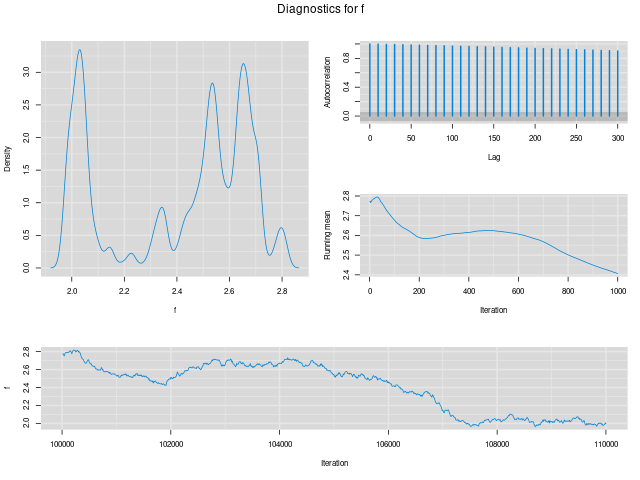 Diagnostics for f
Density
3.0
2.5
2.0
1.5
1.0
0.5
0.0
2.0 2.2 2.4 2.6 2.8
f
Autocorrelation
0.8
0.4
0.0
0 50 100 150 200 250 300
Lag
Running mean
2.8
2.7
2.6
2.5
2.4
0 200 400 600 800 1000
Iteration
f
2.8
2.6
2.4
2.2
2.0
100000 102000 104000 106000 108000 110000
Iteration